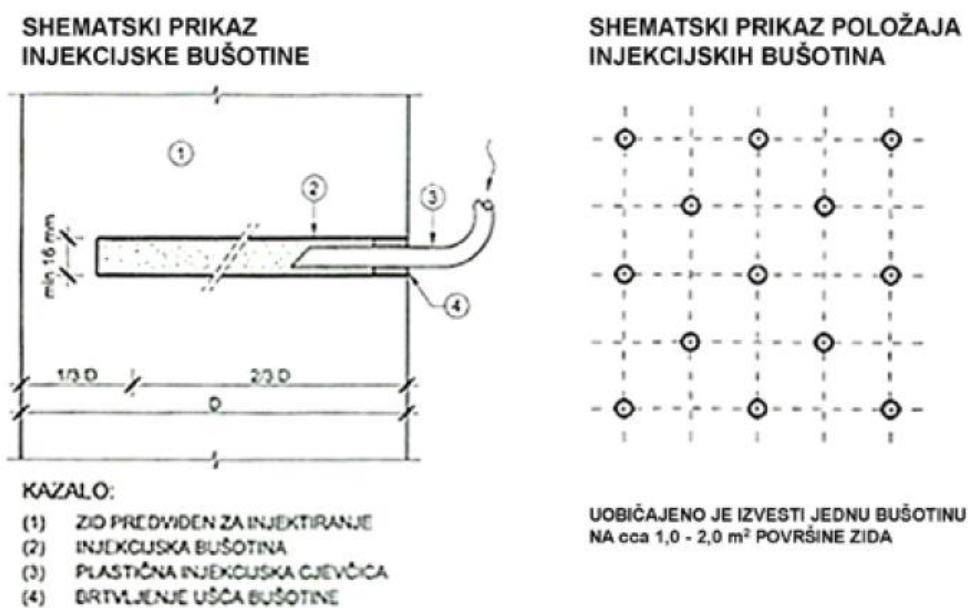 SHEMATSKI PRIKAZ
INJEKCIJSKE BUŠOTINE
1
2
3
min 16 mm
4
1/3 D
2/3 D
D
KAZALO:
(1) ZID PREDVIĐEN ZA INJEKTIRANJE
(2) INJEKCIJSKA BUŠOTINA
(3) PLASTIČNA INJEKCIJSKA CJEVČICA
(4) BRTVLJENJE UŠĆA BUŠOTINE
SHEMATSKI PRIKAZ POLOŽAJA
INJEKCIJSKIH BUŠOTINA
UOBIČAJENO JE IZVESTI JEDNU BUŠOTINU
NA cca 1,0 - 2,0 m² POVRŠINE ZIDA